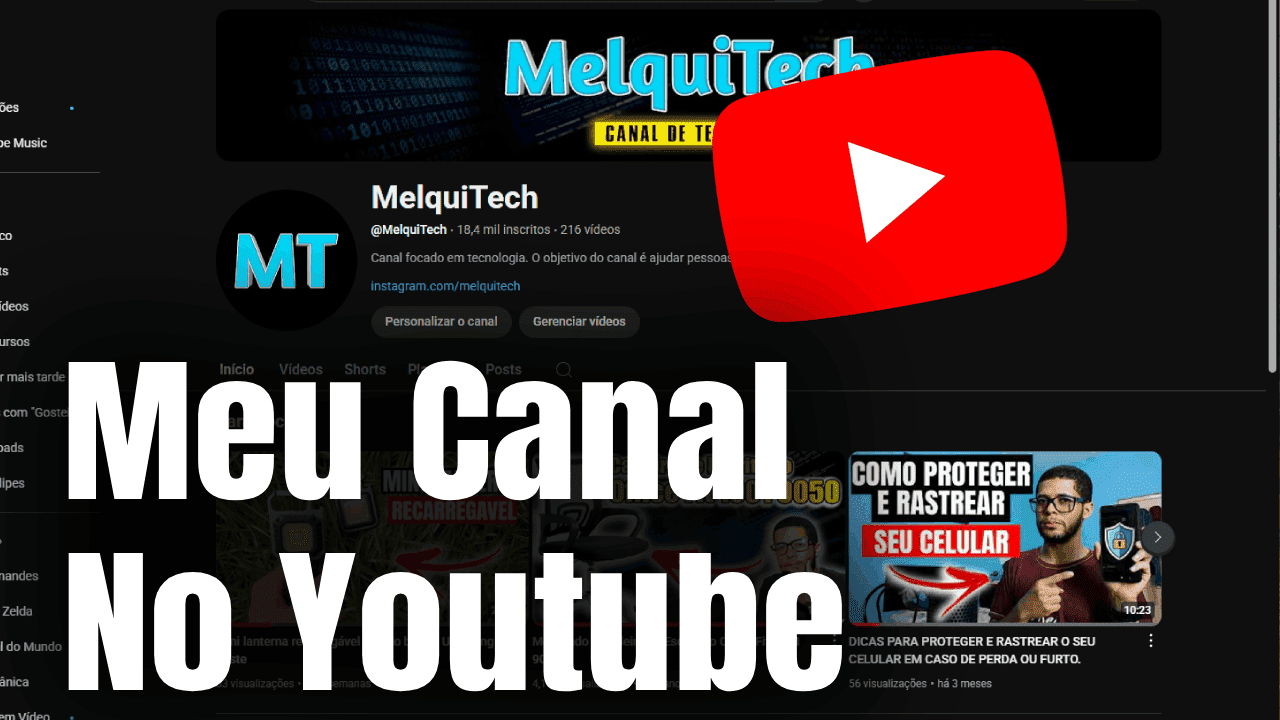 MelquiTech
CANAL DE TE
MelquiTech
MT
@MelquiTech · 18,4 mil inscritos · 216 vídeos
Canal focado em tecnologia. O objetivo do canal é ajudar pessoas
instagram.com/melquitech
Personalizar o canal
Gerenciar vídeos
Início
Vídeos
Shorts
Posts
ões
be Music
co
ts
ídeos
ursos
r mais tarde
com "Goste
oads
lipes
nandes
Zelda
l do Mundo
ânica
em Vídeo
Meu Canal
No Youtube
RECARREGÁVEL
COMO PROTEGER
E RASTREAR
SEU CELULAR
10:23
DICAS PARA PROTEGER E RASTREAR O SEU
CELULAR EM CASO DE PERDA OU FURTO.
56 visualizações • há 3 meses